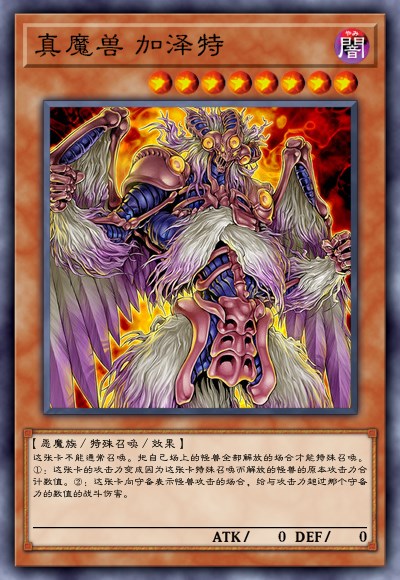 真魔兽 加泽特
やみ
闇
【恶魔族／特殊召唤／效果】
这张卡不能通常召唤。把自己场上的怪兽全部解放的场合才能特殊召唤。
①：这张卡的攻击力变成因为这张卡特殊召唤而解放的怪兽的原本攻击力合
计数值。②：这张卡向守备表示怪兽攻击的场合，给与攻击力超过那个守备
力的数值的战斗伤害。
ATK/ 0 DEF/ 0